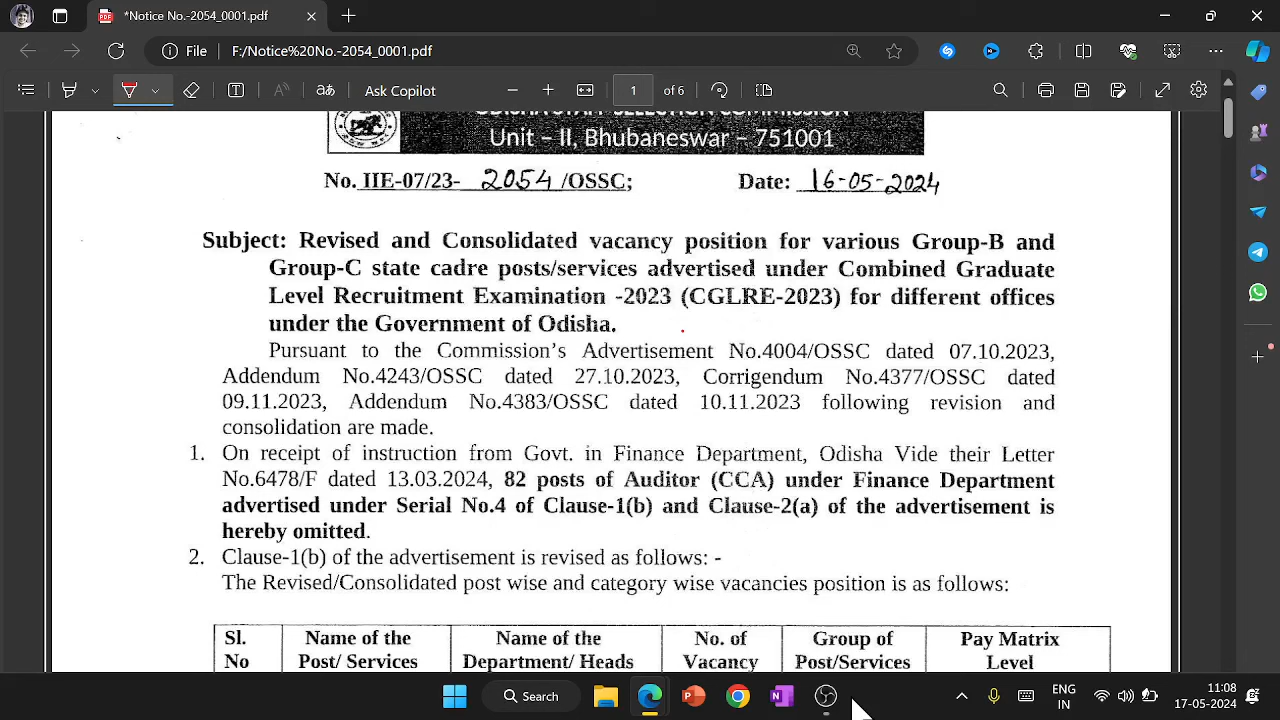 *Notice No.-2054_0001.pdf
File
F:/Notice%20No.-2054_0001.pdf
Ask Copilot
1 of 6
ODISHA STAFF SELECTION COMMISSION
Unit – II, Bhubaneswar – 751001
No. IIE-07/23- 2054 /OSSC; Date: 16-05-2024
Subject: Revised and Consolidated vacancy position for various Group-B and
Group-C state cadre posts/services advertised under Combined Graduate
Level Recruitment Examination -2023 (CGLRE-2023) for different offices
under the Government of Odisha.
Pursuant to the Commission's Advertisement No.4004/OSSC dated 07.10.2023,
Addendum No.4243/OSSC dated 27.10.2023, Corrigendum No.4377/OSSC dated
09.11.2023, Addendum No.4383/OSSC dated 10.11.2023 following revision and
consolidation are made.
1. On receipt of instruction from Govt. in Finance Department, Odisha Vide their Letter
No.6478/F dated 13.03.2024, 82 posts of Auditor (CCA) under Finance Department
advertised under Serial No.4 of Clause-1(b) and Clause-2(a) of the advertisement is
hereby omitted.
2. Clause-1(b) of the advertisement is revised as follows: -
The Revised/Consolidated post wise and category wise vacancies position is as follows:
Sl. Name of the Name of the No. of Group of Pay Matrix
No Post/ Services Department/ Heads Vacancy Post/Services Level
Search
ENG
IN
11:08
17-05-2024